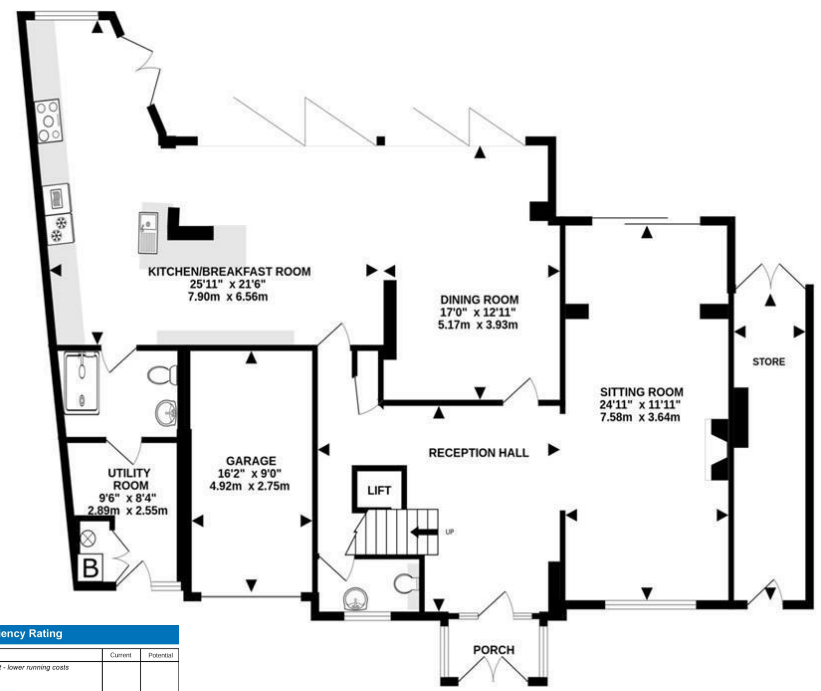 KITCHEN/BREAKFAST ROOM
25'11" x 21'6"
7.90m x 6.56m
DINING ROOM
17'0" x 12'11"
5.17m x 3.93m
STORE
SITTING ROOM
24'11" x 11'11"
7.58m x 3.64m
RECEPTION HALL
GARAGE
16'2" x 9'0"
4.92m x 2.75m
UTILITY
ROOM
9'6" x 8'4"
2.89m x 2.55m
LIFT
UP
B
PORCH
Rating
Current Potential
- lower running costs